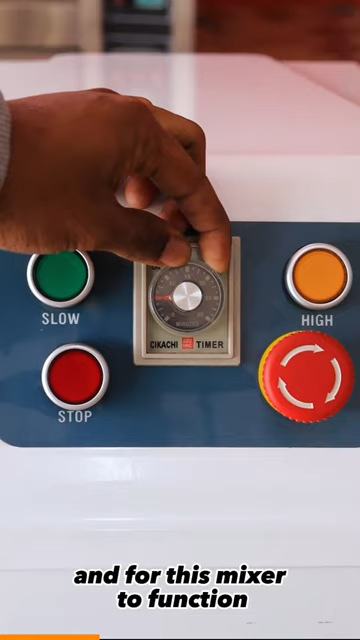 SLOW
HIGH
STOP
CIKACHI TIMER
and for this mixer
to function